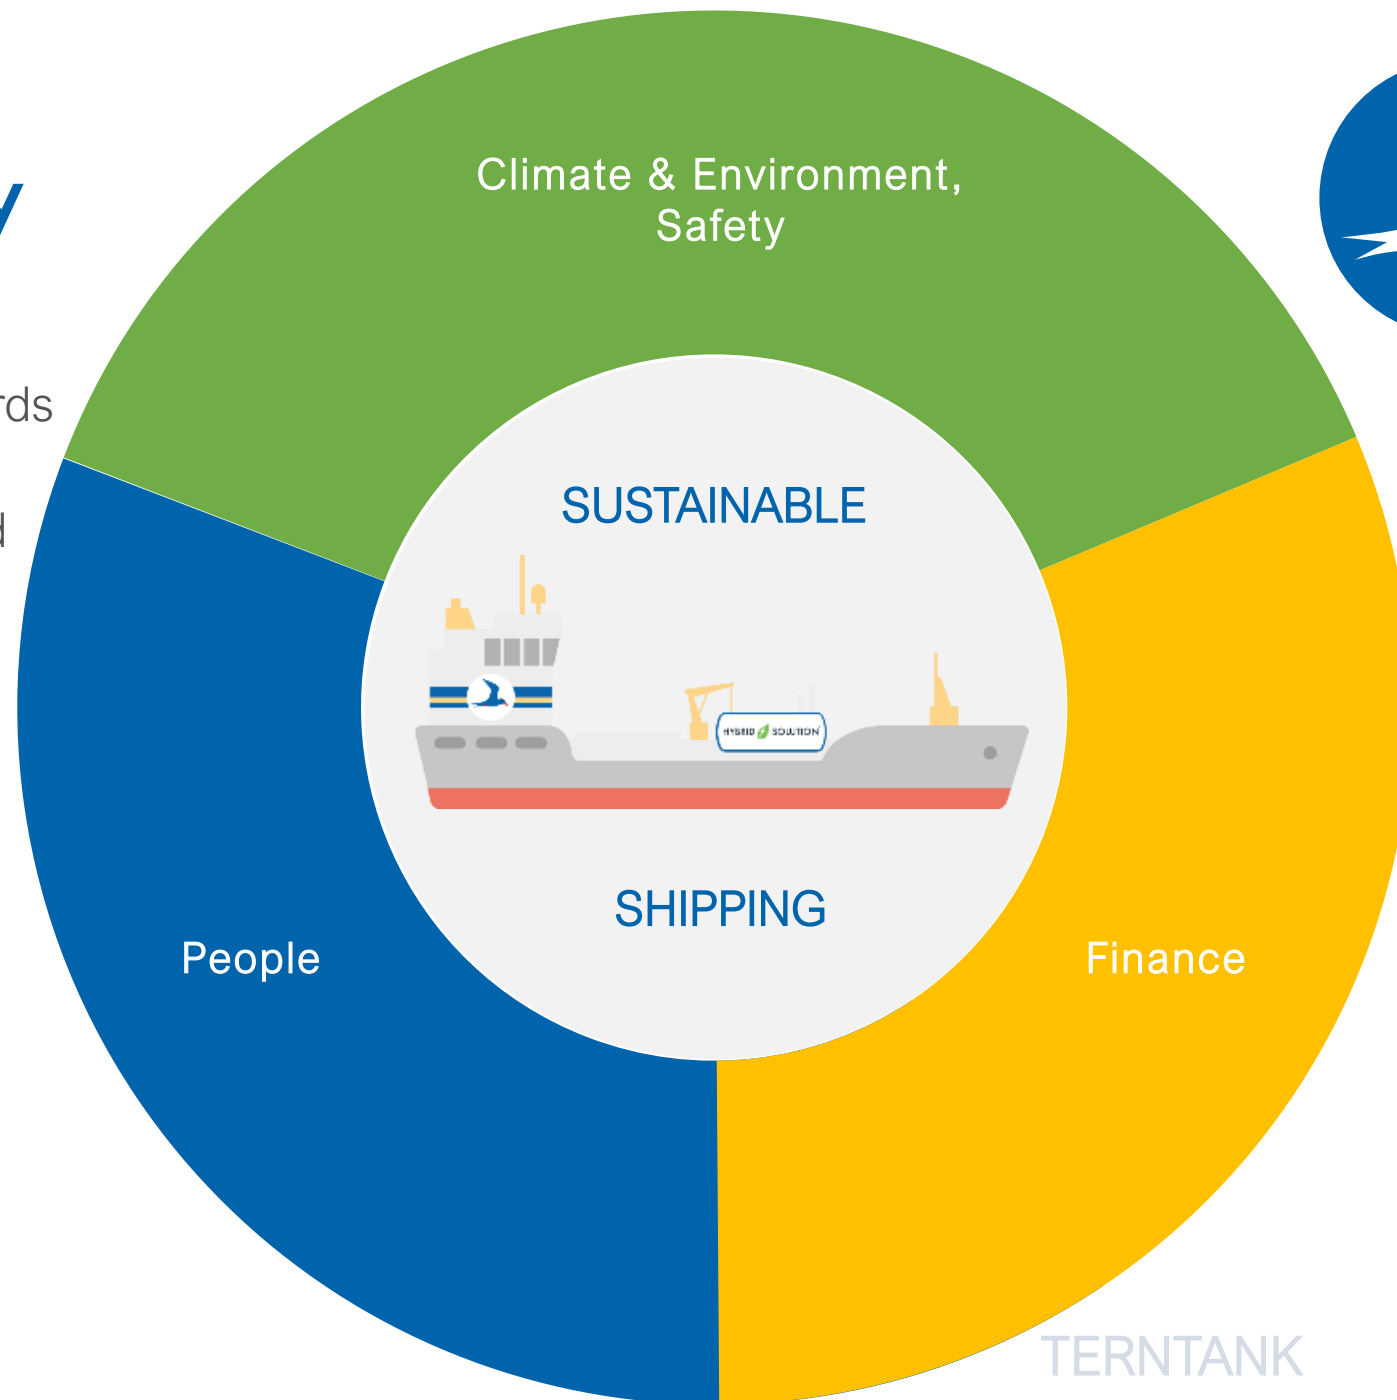 Climate & Environment,
Safety
SUSTAINABLE
HYBRID SOLUTION
SHIPPING
People
Finance
TERNTANK